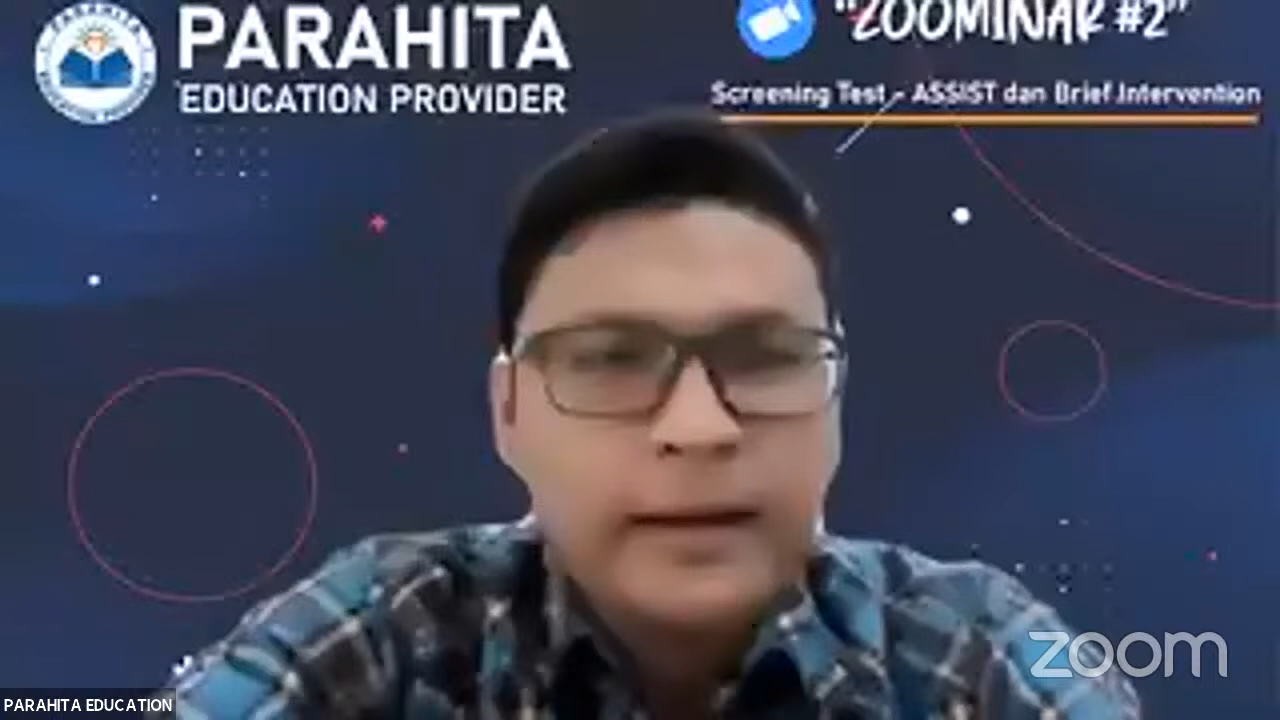 PARAHITA
EDUCATION PROVIDER
"ZOOMINAR #2"
Screening Test - ASSIST dan Brief Intervention
PARAHITA EDUCATION
zoom